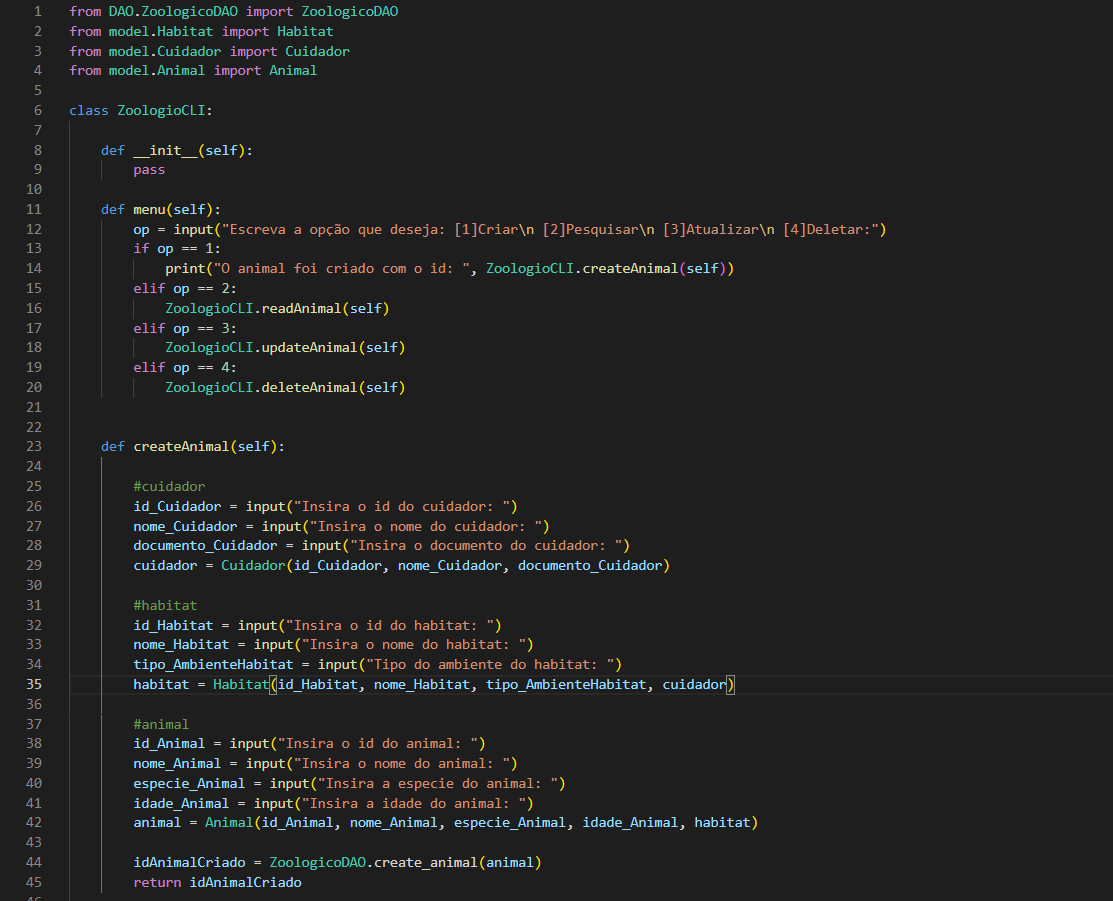 1 from DAO.ZoologicoDAO import ZoologicoDAO
2 from model.Habitat import Habitat
3 from model.Cuidador import Cuidador
4 from model.Animal import Animal
5
6 class ZoologioCLI:
7
8     def __init__(self):
9         pass
10
11     def menu(self):
12         op = input("Escreva a opção que deseja: [1]Criar\n [2]Pesquisar\n [3]Atualizar\n [4]Deletar:")
13         if op == 1:
14             print("O animal foi criado com o id: ", ZoologioCLI.createAnimal(self))
15         elif op == 2:
16             ZoologioCLI.readAnimal(self)
17         elif op == 3:
18             ZoologioCLI.updateAnimal(self)
19         elif op == 4:
20             ZoologioCLI.deleteAnimal(self)
21
22
23     def createAnimal(self):
24
25         #cuidador
26         id_Cuidador = input("Insira o id do cuidador: ")
27         nome_Cuidador = input("Insira o nome do cuidador: ")
28         documento_Cuidador = input("Insira o documento do cuidador: ")
29         cuidador = Cuidador(id_Cuidador, nome_Cuidador, documento_Cuidador)
30
31         #habitat
32         id_Habitat = input("Insira o id do habitat: ")
33         nome_Habitat = input("Insira o nome do habitat: ")
34         tipo_AmbienteHabitat = input("Tipo do ambiente do habitat: ")
35         habitat = Habitat(id_Habitat, nome_Habitat, tipo_AmbienteHabitat, cuidador)
36
37         #animal
38         id_Animal = input("Insira o id do animal: ")
39         nome_Animal = input("Insira o nome do animal: ")
40         especie_Animal = input("Insira a especie do animal: ")
41         idade_Animal = input("Insira a idade do animal: ")
42         animal = Animal(id_Animal, nome_Animal, especie_Animal, idade_Animal, habitat)
43
44         idAnimalCriado = ZoologicoDAO.create_animal(animal)
45         return idAnimalCriado
46